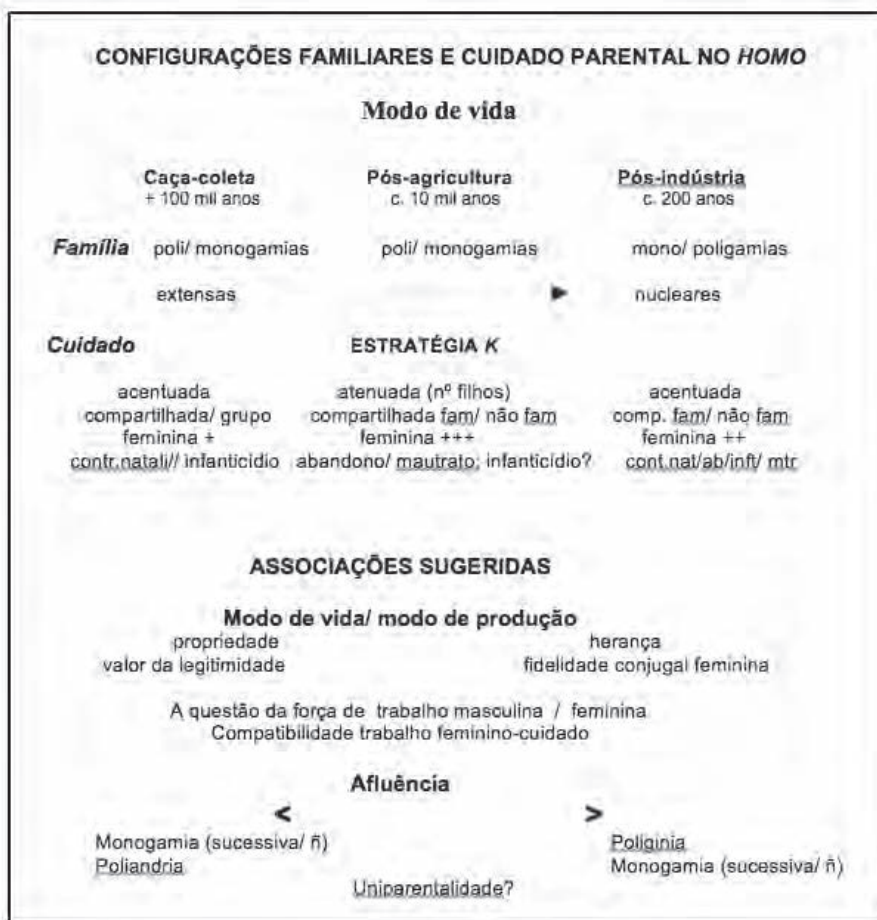 CONFIGURAÇÕES FAMILIARES E CUIDADO PARENTAL NO HOMO
Modo de vida
Caça-coleta Pós-agricultura Pós-indústria
+ 100 mil anos c. 10 mil anos c. 200 anos
Família poli/ monogamias poli/ monogamias mono/ poligamias
extensas ► nucleares
Cuidado ESTRATÉGIA K
acentuada atenuada (nº filhos) acentuada
compartilhada/ grupo compartilhada fam/ não fam comp. fam/ não fam
feminina + feminina +++ feminina ++
contr.natali// infanticídio abandono/ mautrato; infanticídio? cont.nat/ab/inft/ mtr
ASSOCIAÇÕES SUGERIDAS
Modo de vida/ modo de produção
propriedade herança
valor da legitimidade fidelidade conjugal feminina
A questão da força de trabalho masculina / feminina
Compatibilidade trabalho feminino-cuidado
Afluência
< >
Monogamia (sucessiva/ ñ) Poliginia
Poliandria Monogamia (sucessiva/ ñ)
Uniparentalidade?